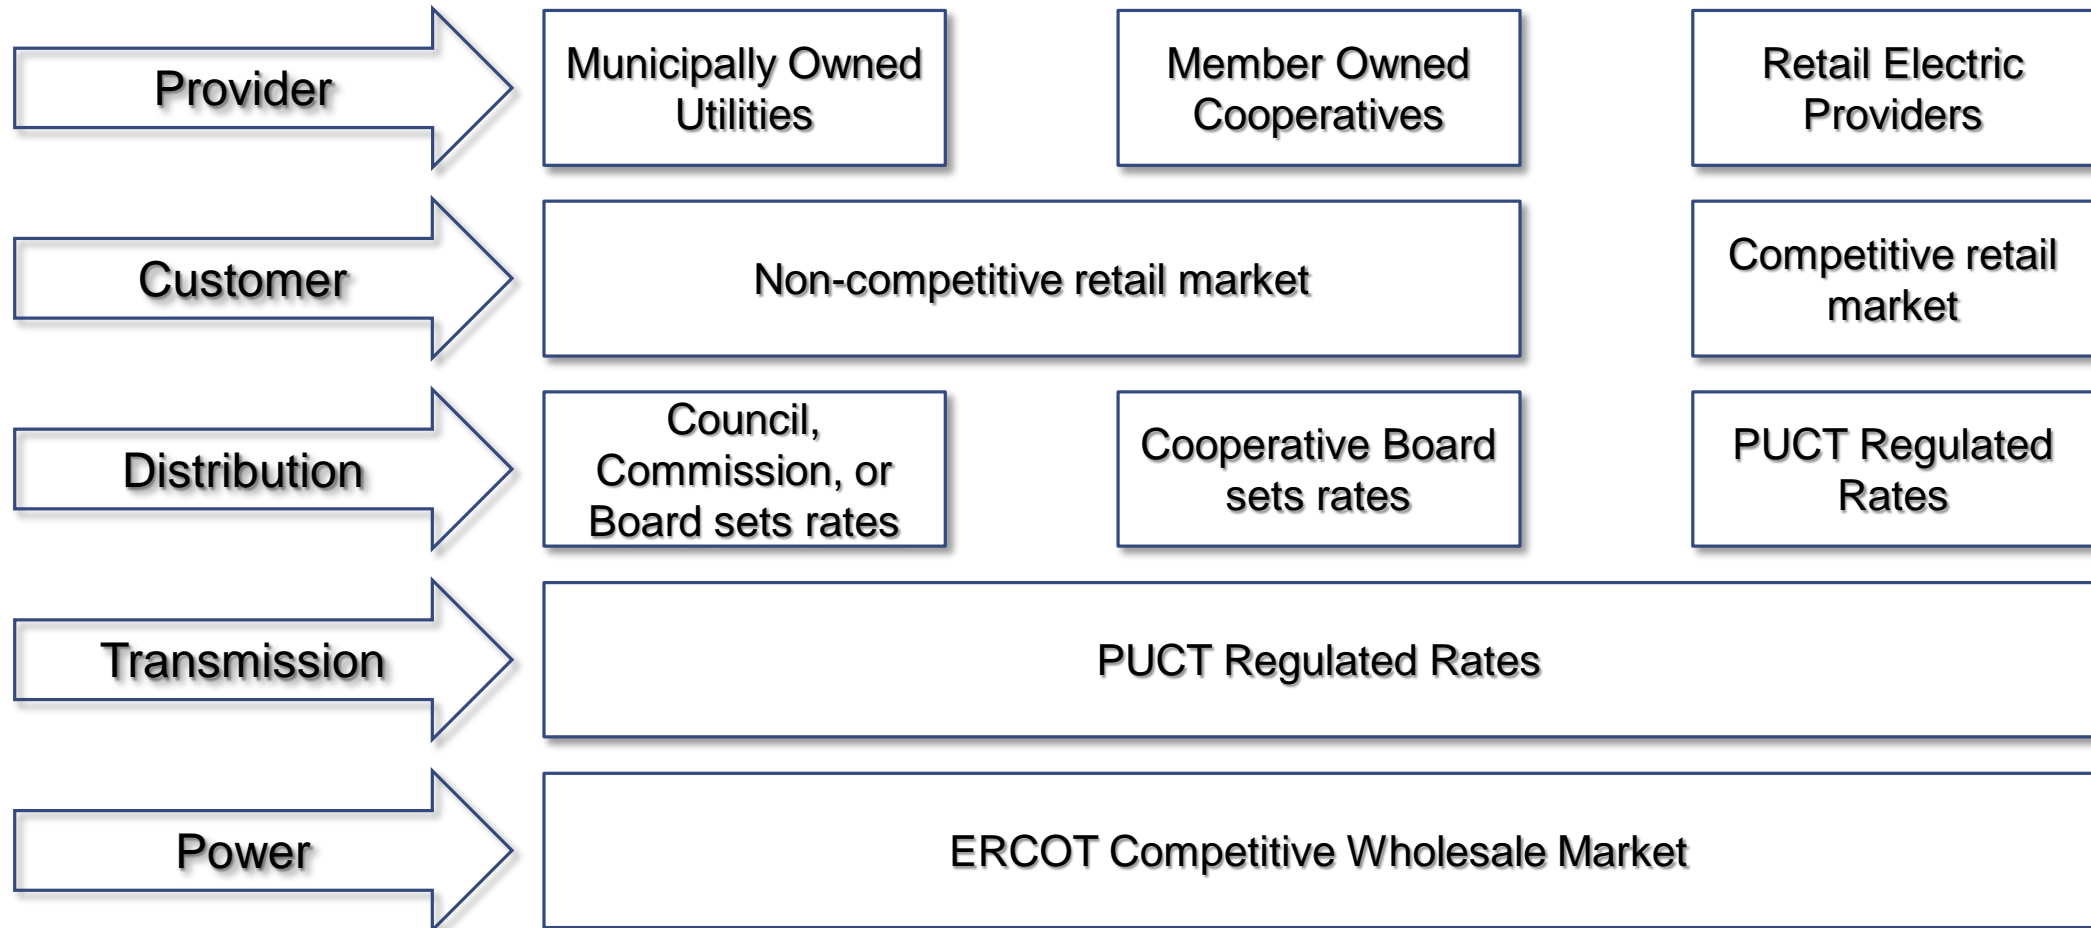 Provider
Municipally Owned
Utilities
Member Owned
Cooperatives
Retail Electric
Providers
Customer
Non-competitive retail market
Competitive retail
market
Distribution
Council,
Commission, or
Board sets rates
Cooperative Board
sets rates
PUCT Regulated
Rates
Transmission
PUCT Regulated Rates
Power
ERCOT Competitive Wholesale Market